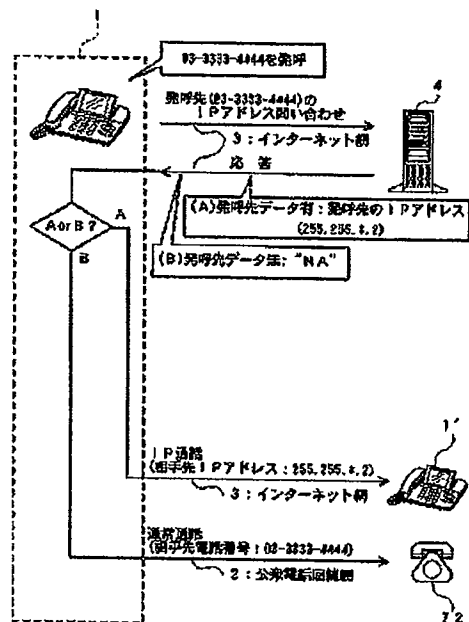 1
03-3333-4444を発呼
4
発呼先(03-3333-4444)の
IPアドレス問い合わせ
3：インターネット網
応 答
(A)発呼先データ有：発呼先のIPアドレス
(255.255.*.2)
A or B ?
A
B
(B)発呼先データ無："NA"
1'
IP通話
(相手先IPアドレス：255.255.*.2)
3：インターネット網
通常通話
(相手先電話番号：03-3333-4444)
2：公衆電話回線網